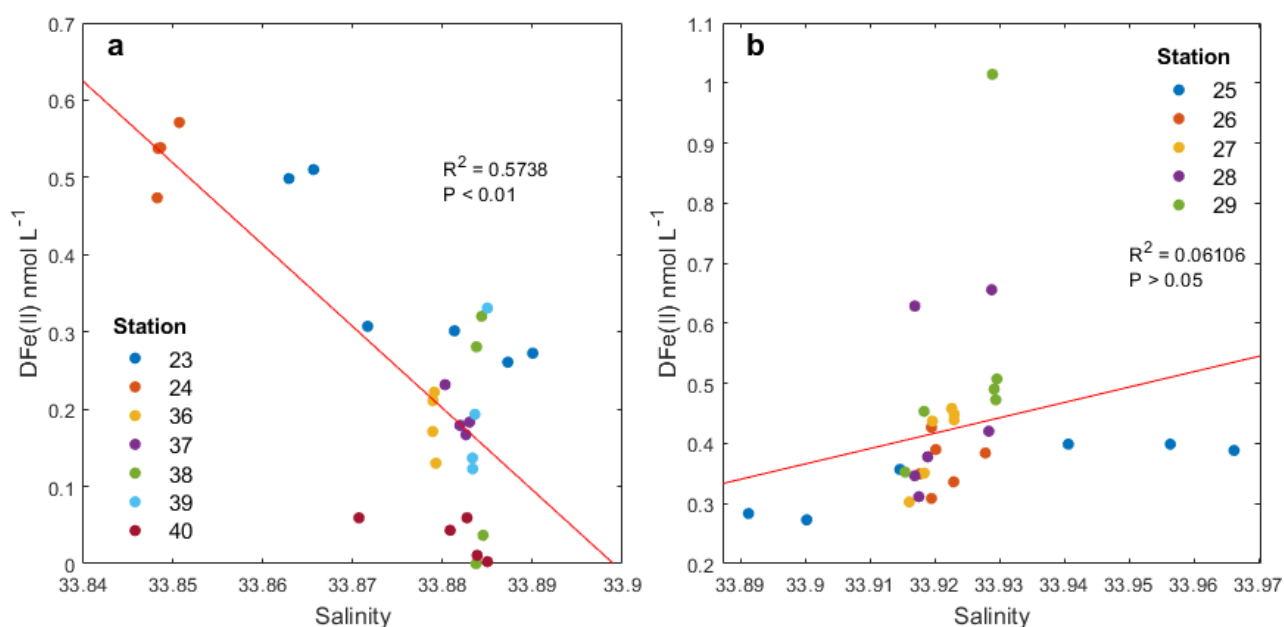 a
0.7
0.6
0.5
0.4
0.3
0.2
0.1
0
DFe(II) nmol L⁻¹
R² = 0.5738
P < 0.01
Station
23
24
36
37
38
39
40
33.84 33.85 33.86 33.87 33.88 33.89 33.9
Salinity
b
1.1
1
0.9
0.8
0.7
0.6
0.5
0.4
0.3
0.2
DFe(II) nmol L⁻¹
Station
25
26
27
28
29
R² = 0.06106
P > 0.05
33.89 33.9 33.91 33.92 33.93 33.94 33.95 33.96 33.97
Salinity